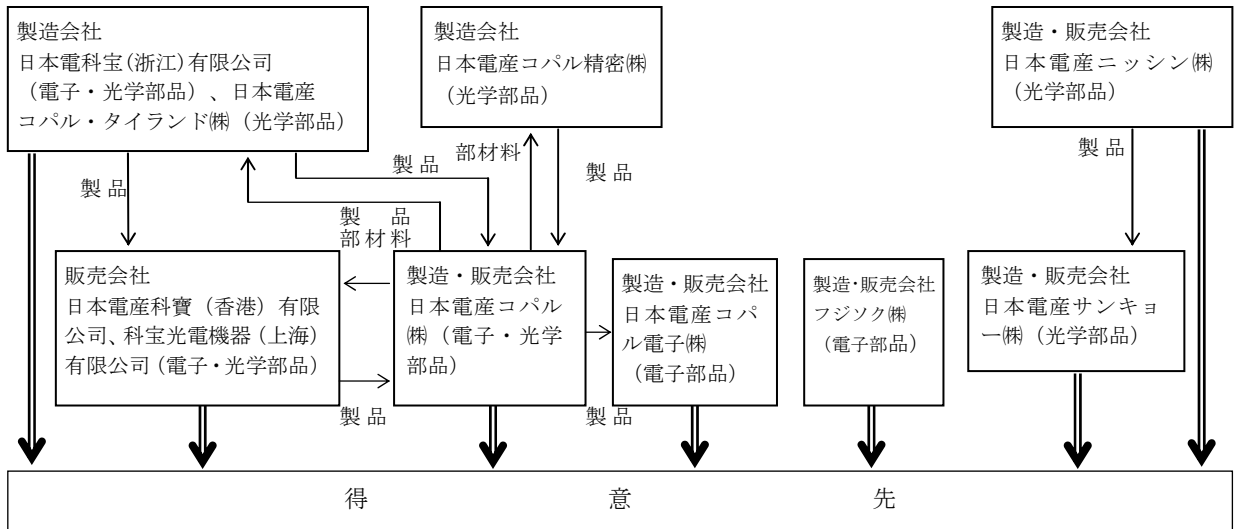 製造会社
日本電科宝(浙江)有限公司
（電子・光学部品）、日本電産
コパル・タイランド㈱（光学部品）
製造会社
日本電産コパル精密㈱
（光学部品）
製造・販売会社
日本電産ニッシン㈱
（光学部品）
製品
製品
部材料
製品
製品
製品
部材料
販売会社
日本電産科寶（香港）有限
公司、科宝光電機器（上海）
有限公司（電子・光学部品）
製造・販売会社
日本電産コパル
㈱（電子・光学
部品）
製造・販売会社
日本電産コパ
ル電子㈱
（電子部品）
製造・販売会社
フジソク㈱
（電子部品）
製造・販売会社
日本電産サンキョ
ー㈱（光学部品）
製品
製品
得意先